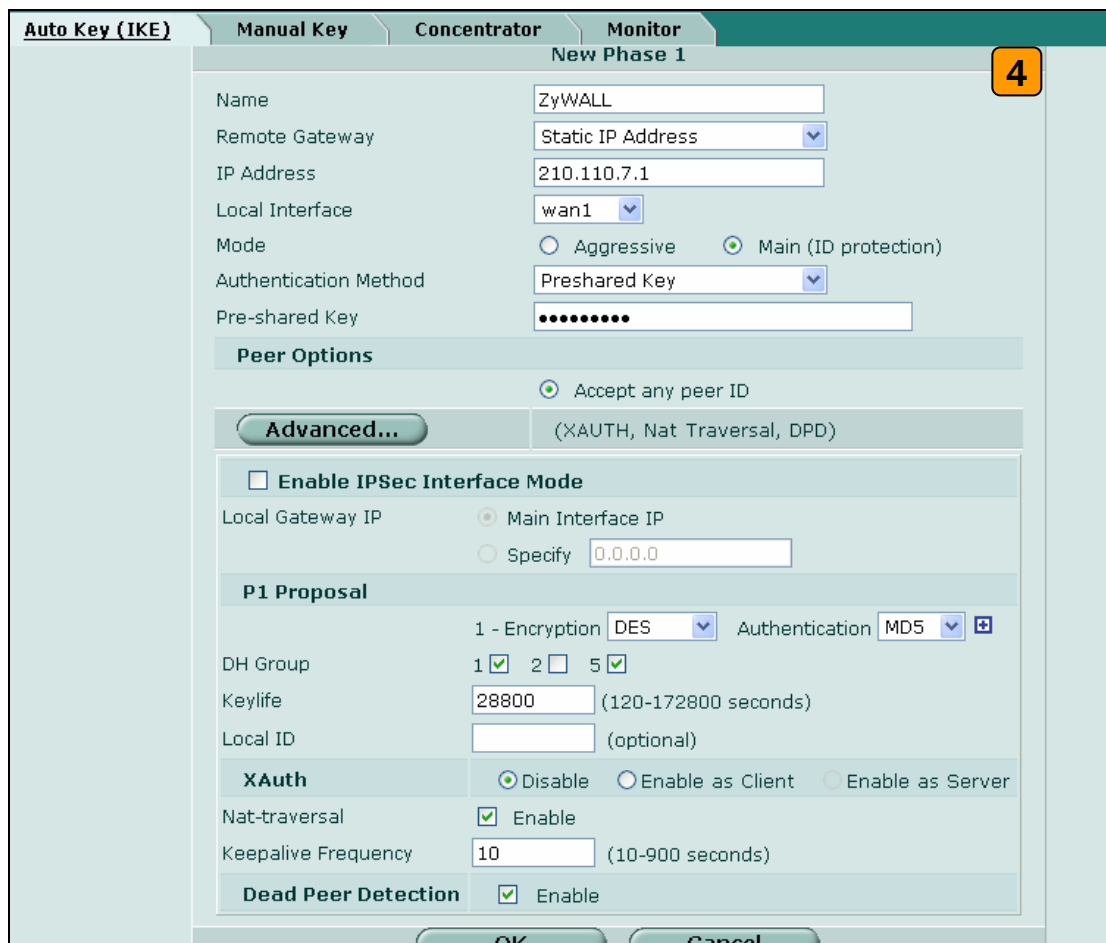 Auto Key (IKE) Manual Key Concentrator Monitor
New Phase 1
4
Name ZyWALL
Remote Gateway Static IP Address
IP Address 210.110.7.1
Local Interface wan1
Mode Aggressive Main (ID protection)
Authentication Method Preshared Key
Pre-shared Key •••••••••
Peer Options
Accept any peer ID
Advanced... (XAUTH, Nat Traversal, DPD)
Enable IPSec Interface Mode
Local Gateway IP Main Interface IP
Specify 0.0.0.0
P1 Proposal
1 - Encryption DES Authentication MD5
DH Group 1 2 5
Keylife 28800 (120-172800 seconds)
Local ID (optional)
XAuth Disable Enable as Client Enable as Server
Nat-traversal Enable
Keepalive Frequency 10 (10-900 seconds)
Dead Peer Detection Enable
OK Cancel